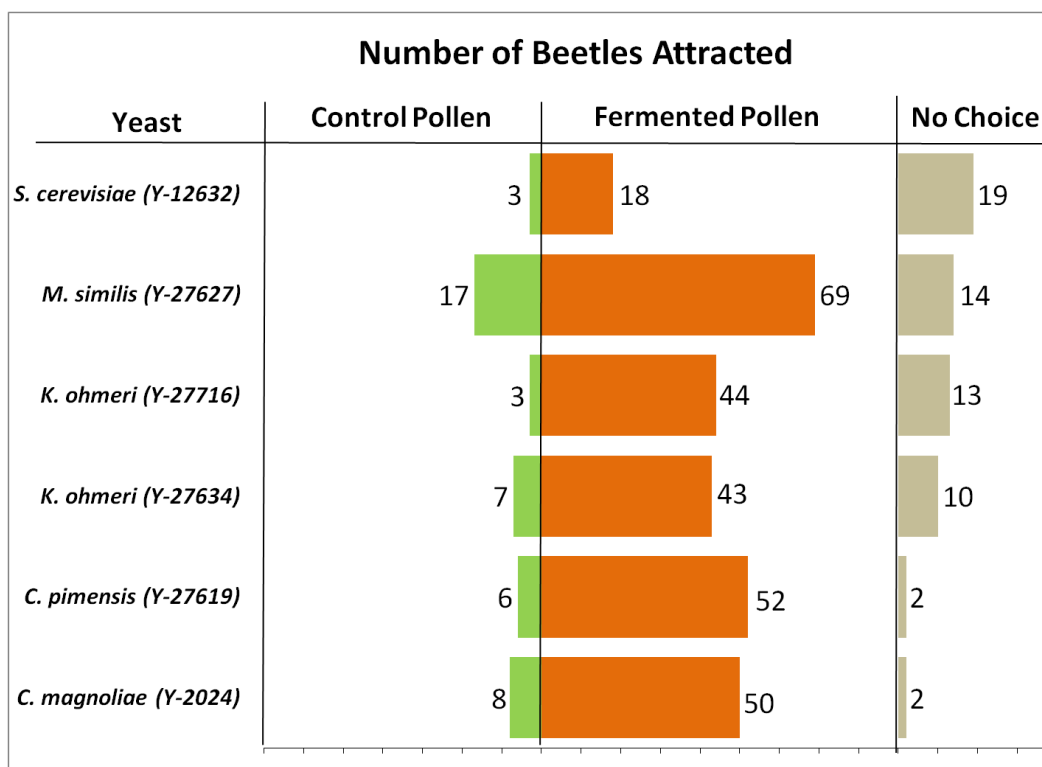 Number of Beetles Attracted
Yeast Control Pollen Fermented Pollen No Choice
S. cerevisiae (Y-12632) 3 18 19
M. similis (Y-27627) 17 69 14
K. ohmeri (Y-27716) 3 44 13
K. ohmeri (Y-27634) 7 43 10
C. pimensis (Y-27619) 6 52 2
C. magnoliae (Y-2024) 8 50 2